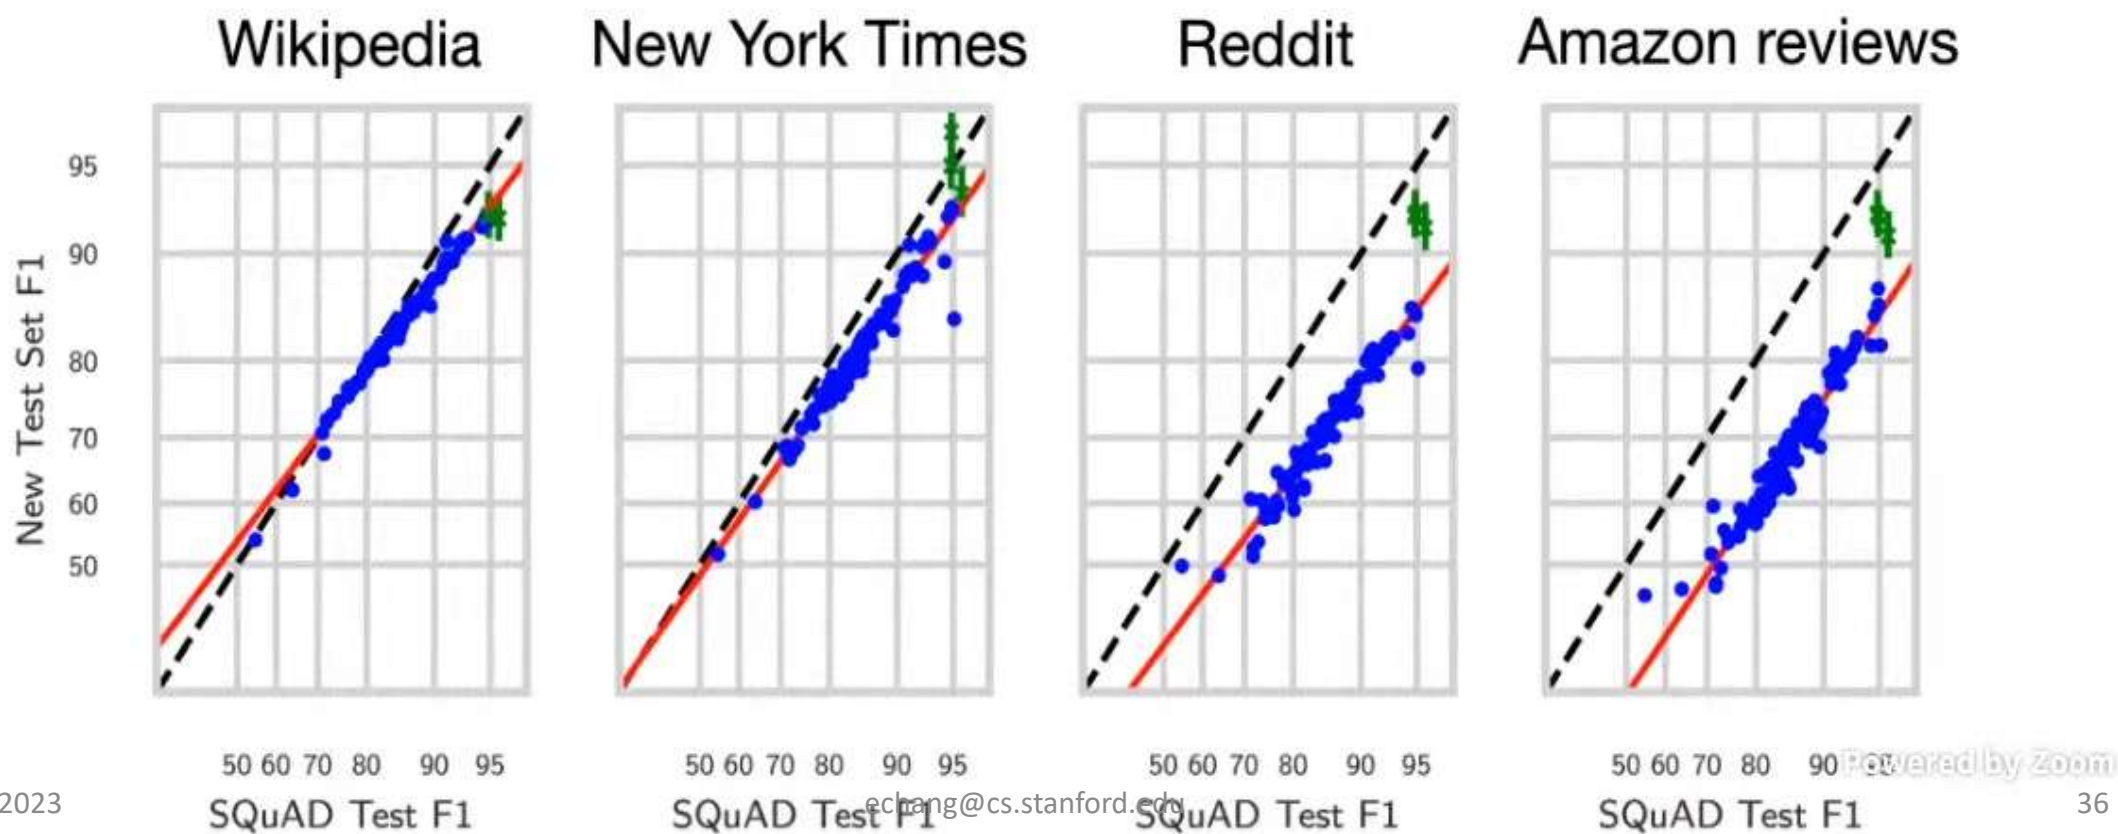 Wikipedia
New York Times
Reddit
Amazon reviews
New Test Set F1
95
90
80
70
60
50
50 60 70 80 90 95
50 60 70 80 90 95
50 60 70 80 90 95
50 60 70 80 90 95
Powered by Zoom
2023
SQuAD Test F1
SQuAD Test F1
echang@cs.stanford.edu
SQuAD Test F1
SQuAD Test F1
36